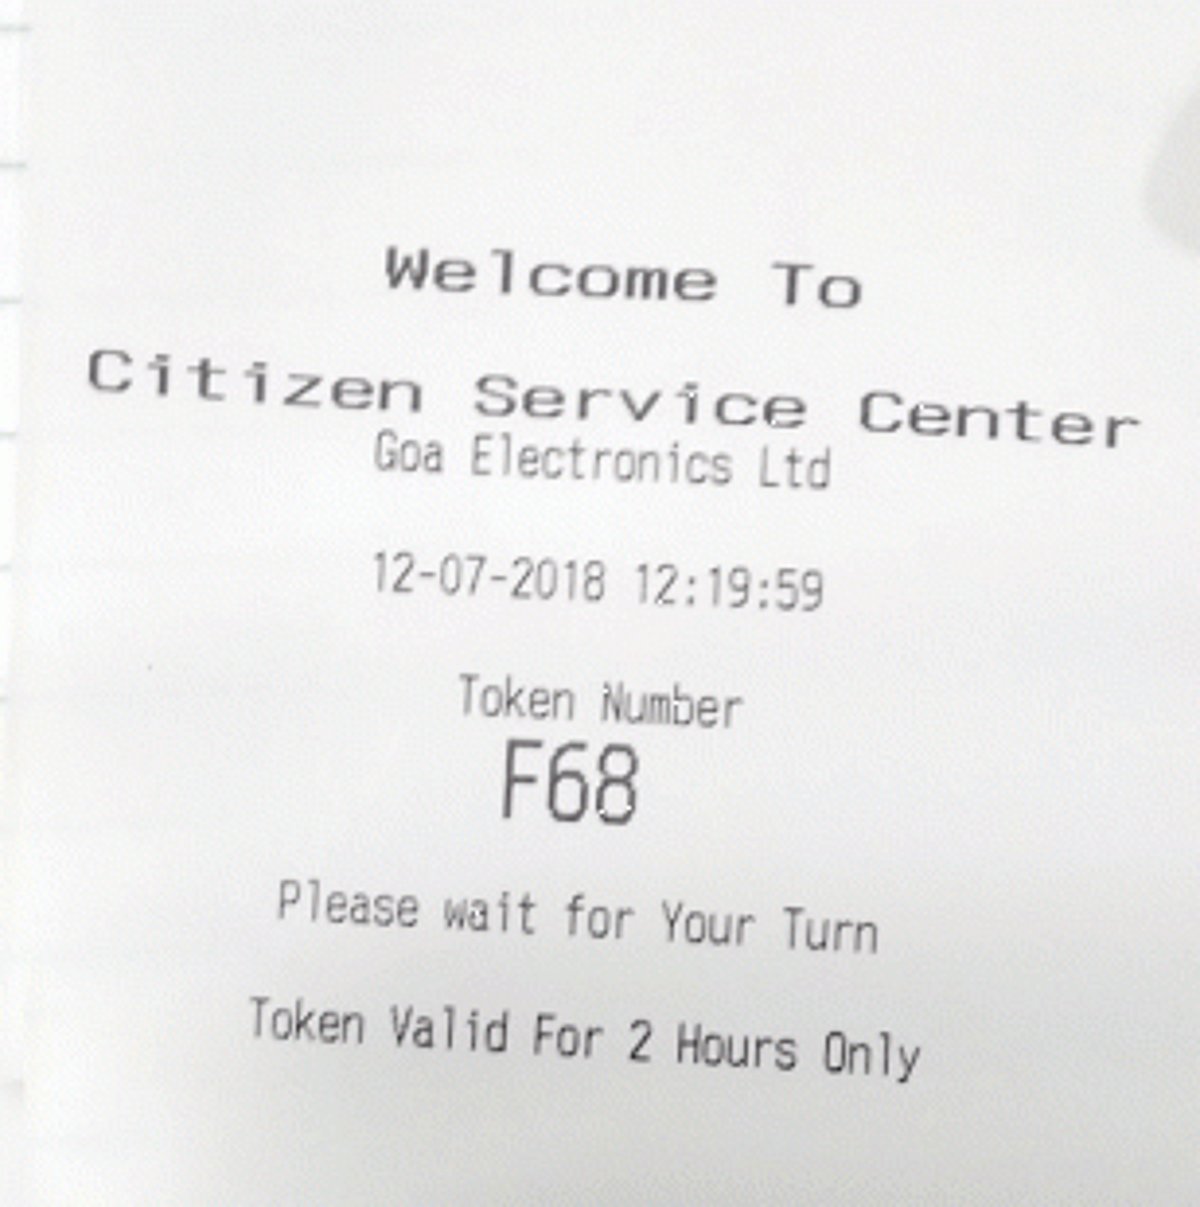 Welcome To
Citizen Service Center
Goa Electronics Ltd
12-07-2018 12:19:59
Token Number
F68
Please wait for Your Turn
Token Valid For 2 Hours Only